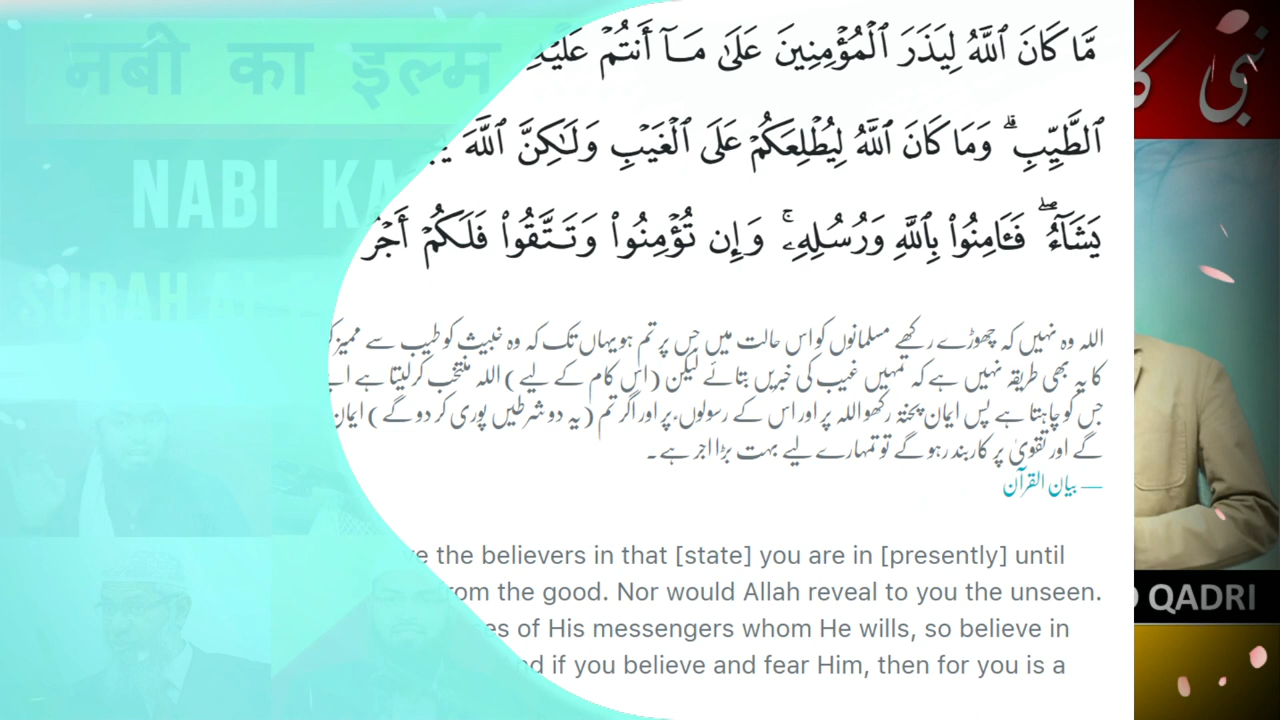 नबी का इल्म
NABI KA
SURAH AL
مَّا كَانَ ٱللَّهُ لِيَذَرَ ٱلْمُؤْمِنِينَ عَلَىٰ مَآ أَنتُمْ
ٱلطَّيِّبِ ۗ وَمَا كَانَ ٱللَّهُ لِيُطْلِعَكُمْ عَلَى ٱلْغَيْبِ وَلَـٰكِنَّ ٱللَّهَ
يَشَآءُ ۖ فَـَٔامِنُوا۟ بِٱللَّهِ وَرُسُلِهِۦ ۚ وَإِن تُؤْمِنُوا۟ وَتَتَّقُوا۟ فَلَكُمْ أَجْرٌ
الله وہ نہیں کہ چھوڑے رکھے مسلمانوں کو اس حالت میں جس پر تم ہو یہاں تک کہ وہ خبیث کو طیب سے ممیز
کا یہ بھی طریقہ نہیں ہے کہ تمہیں غیب کی خبریں بتائے لیکن (اس کام کے لیے) اللہ منتخب کر لیتا ہے
جس کو چاہتا ہے پس ایمان پختہ رکھو اللہ پر اور اس کے رسولوں پر اور اگر تم (یہ دو شرطیں پوری کر دو گے) ایمان
گے اور تقویٰ پر کاربند رہو گے تو تمہارے لیے بہت بڑا اجر ہے۔
— بیان القرآن
the believers in that [state] you are in [presently] until
from the good. Nor would Allah reveal to you the unseen.
of His messengers whom He wills, so believe in
if you believe and fear Him, then for you is a
نبی
QADRI